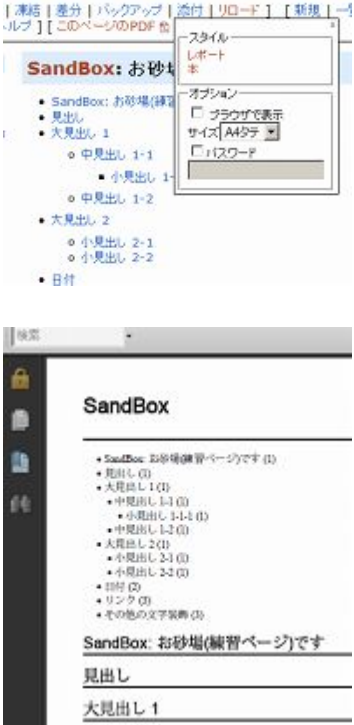 | 凍結 | 差分 | バックアップ | 添付 | リロード ] [ 新規 | 一
ルプ ] [ このページのPDF
スタイル
レポート
本
SandBox: お砂
オプション
SandBox: お砂場(練習
ブラウザで表示
見出し
サイズ A4タテ
大見出し 1
パスワード
中見出し 1-1
小見出し 1-
中見出し 1-2
大見出し 2
小見出し 2-1
小見出し 2-2
日付
検索
SandBox
SandBox: お砂場(練習ページ)です (1)
見出し (1)
大見出し 1 (1)
中見出し 1-1 (1)
小見出し 1-1-1 (1)
中見出し 1-2 (1)
大見出し 2 (1)
小見出し 2-1 (1)
小見出し 2-2 (1)
日付 (2)
リンク (3)
その他の文字装飾 (3)
SandBox: お砂場(練習ページ)です
見出し
大見出し 1